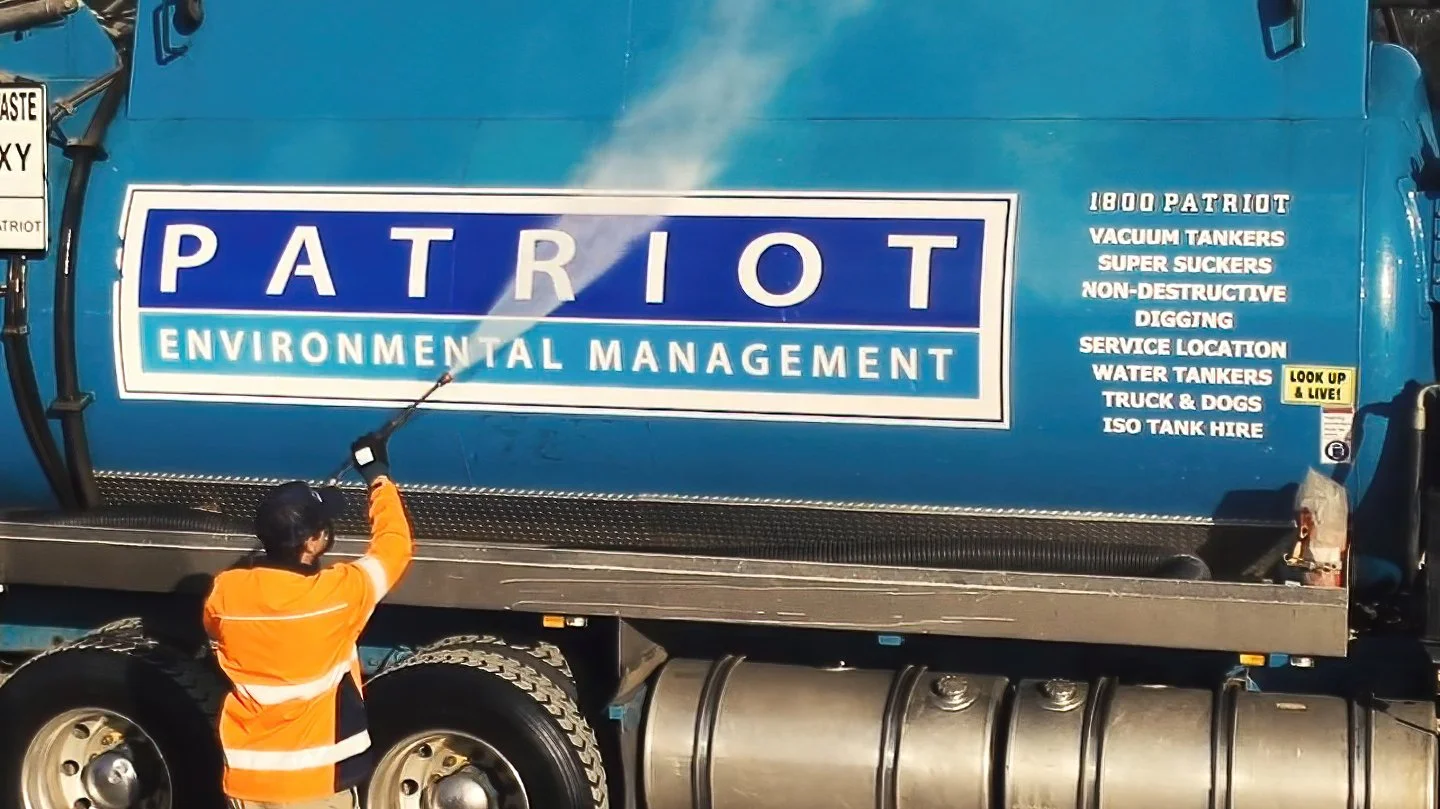 ASTE
XY
ATRIOT
PATRIOT
ENVIRONMENTAL MANAGEMENT
1800 PATRIOT
VACUUM TANKERS
SUPER SUCKERS
NON-DESTRUCTIVE
DIGGING
SERVICE LOCATION
WATER TANKERS
TRUCK & DOGS
ISO TANK HIRE
LOOK UP
& LIVE!